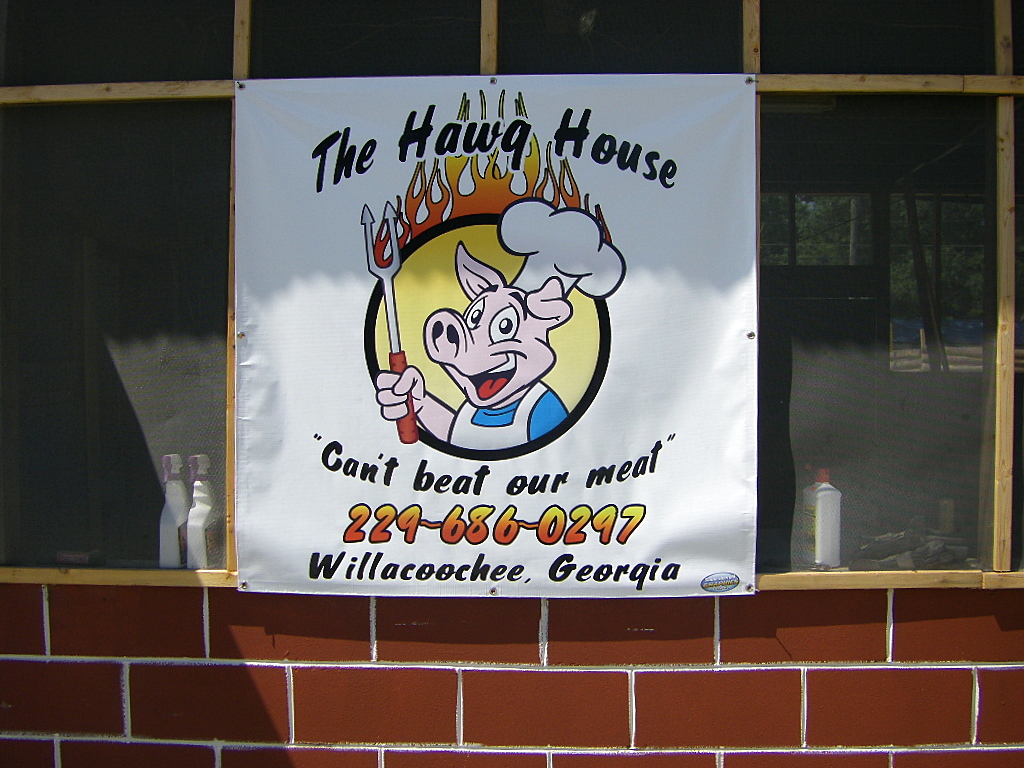 The Hawg House
"Can't beat our meat"
229-686-0297
Willacoochee, Georgia